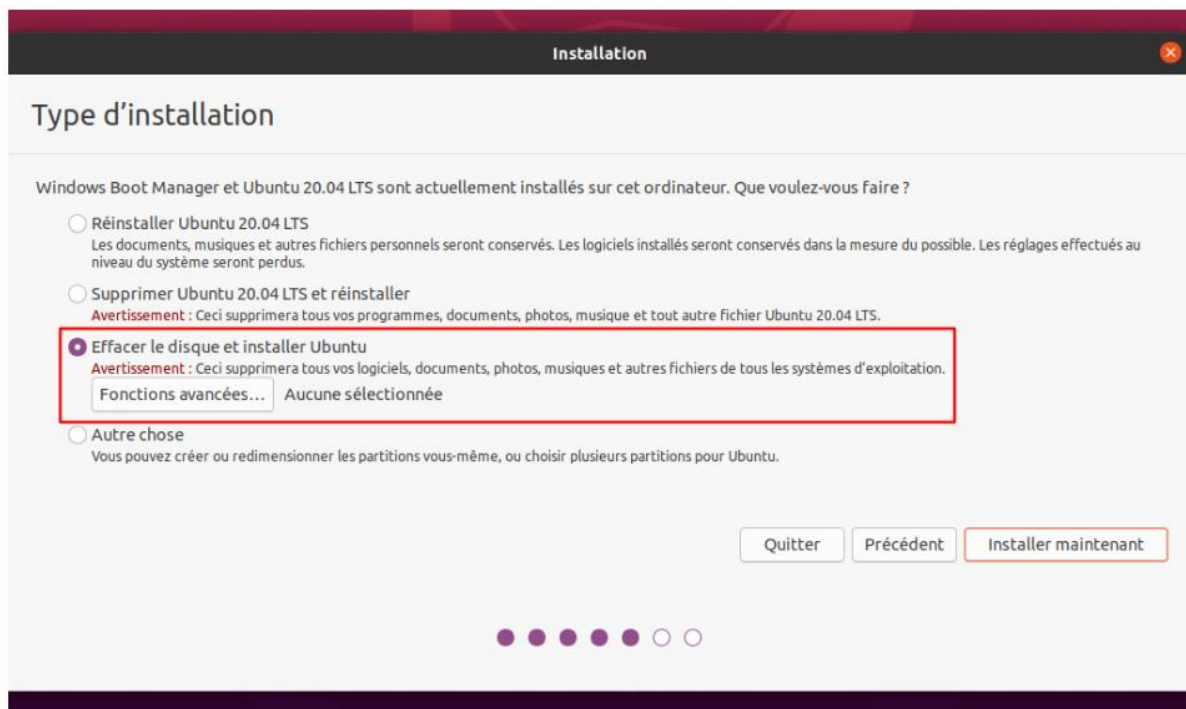 Installation
Type d'installation
Windows Boot Manager et Ubuntu 20.04 LTS sont actuellement installés sur cet ordinateur. Que voulez-vous faire ?
Réinstaller Ubuntu 20.04 LTS
Les documents, musiques et autres fichiers personnels seront conservés. Les logiciels installés seront conservés dans la mesure du possible. Les réglages effectués au
niveau du système seront perdus.
Supprimer Ubuntu 20.04 LTS et réinstaller
Avertissement : Ceci supprimera tous vos programmes, documents, photos, musique et tout autre fichier Ubuntu 20.04 LTS.
Effacer le disque et installer Ubuntu
Avertissement : Ceci supprimera tous vos logiciels, documents, photos, musiques et autres fichiers de tous les systèmes d'exploitation.
Fonctions avancées... Aucune sélectionnée
Autre chose
Vous pouvez créer ou redimensionner les partitions vous-même, ou choisir plusieurs partitions pour Ubuntu.
Quitter Précédent Installer maintenant